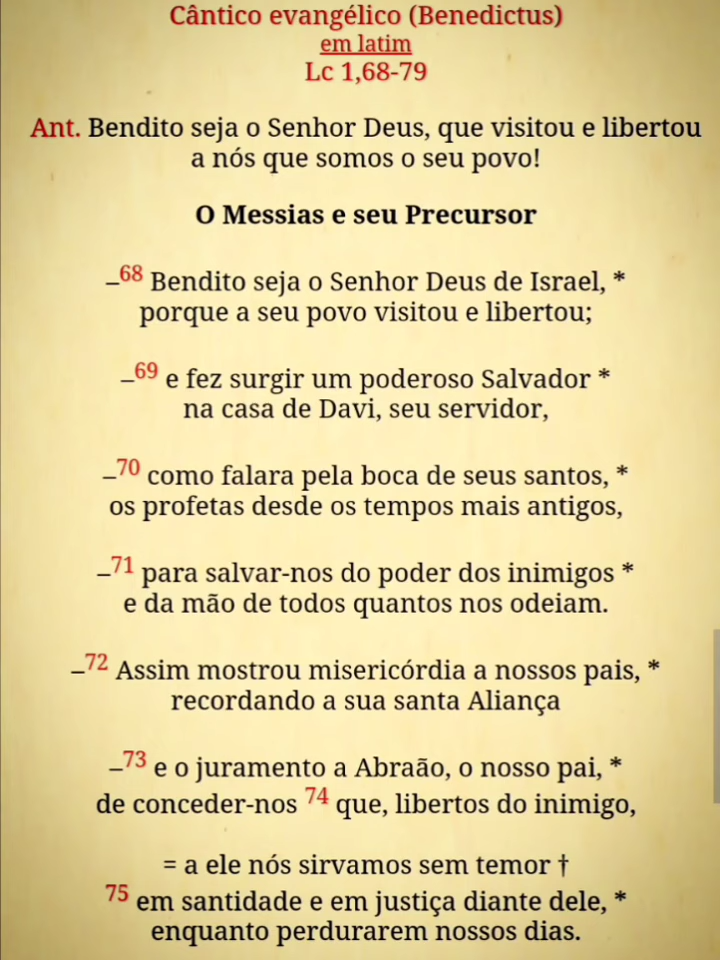 Cântico evangélico (Benedictus)
em latim
Lc 1,68-79
Ant. Bendito seja o Senhor Deus, que visitou e libertou
a nós que somos o seu povo!
O Messias e seu Precursor
–68 Bendito seja o Senhor Deus de Israel, *
porque a seu povo visitou e libertou;
–69 e fez surgir um poderoso Salvador *
na casa de Davi, seu servidor,
–70 como falara pela boca de seus santos, *
os profetas desde os tempos mais antigos,
–71 para salvar-nos do poder dos inimigos *
e da mão de todos quantos nos odeiam.
–72 Assim mostrou misericórdia a nossos pais, *
recordando a sua santa Aliança
–73 e o juramento a Abraão, o nosso pai, *
de conceder-nos 74 que, libertos do inimigo,
= a ele nós sirvamos sem temor †
75 em santidade e em justiça diante dele, *
enquanto perdurarem nossos dias.